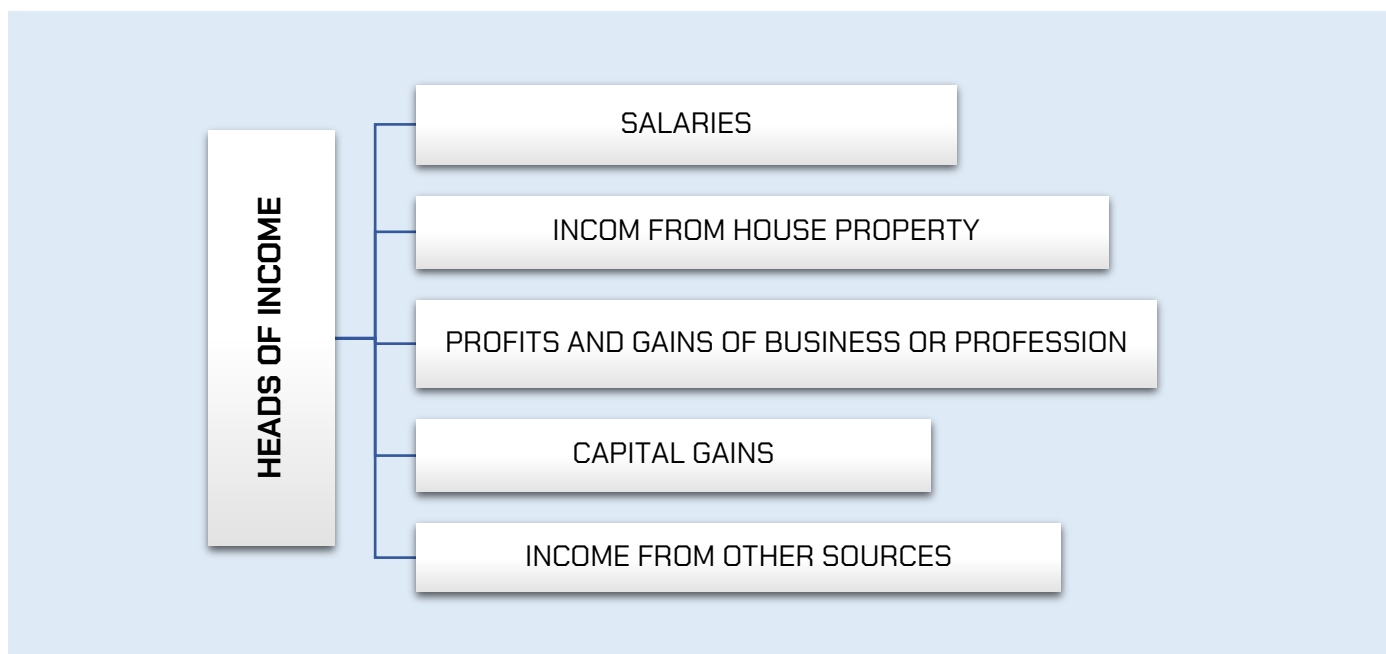 HEADS OF INCOME
SALARIES
INCOM FROM HOUSE PROPERTY
PROFITS AND GAINS OF BUSINESS OR PROFESSION
CAPITAL GAINS
INCOME FROM OTHER SOURCES